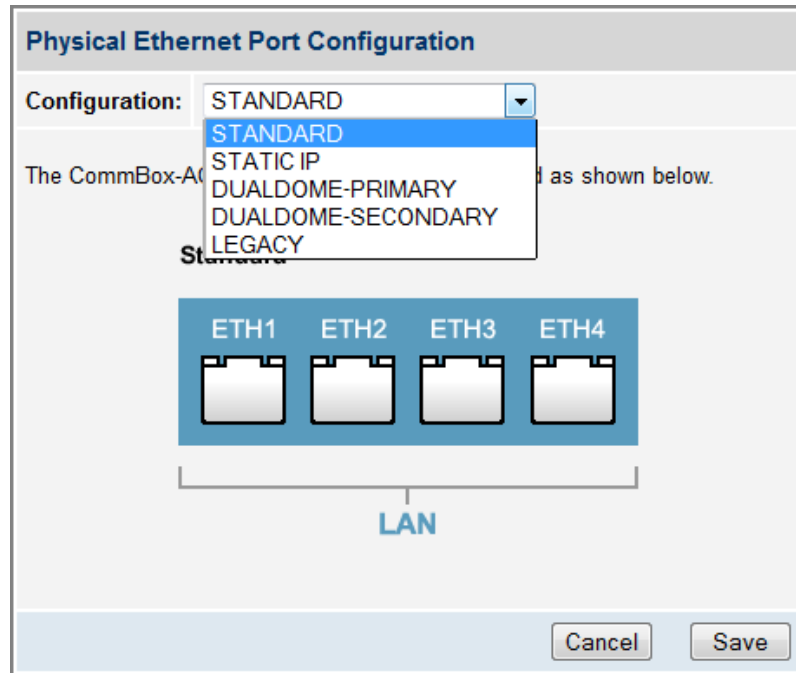 Physical Ethernet Port Configuration
Configuration: STANDARD
STANDARD
STATIC IP
DUALDOME-PRIMARY
DUALDOME-SECONDARY
LEGACY
The CommBox-A as shown below.
ETH1 ETH2 ETH3 ETH4
LAN
Cancel Save